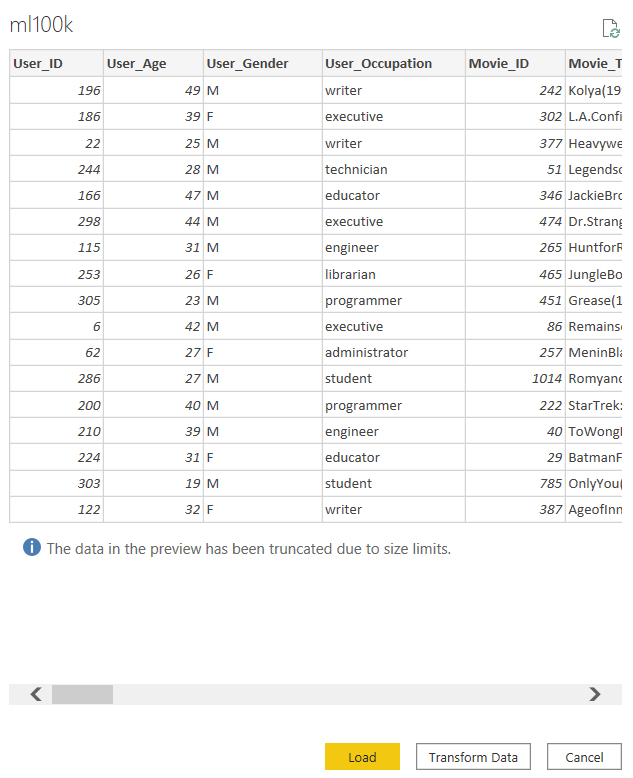 ml100k
User_ID User_Age User_Gender User_Occupation Movie_ID Movie_T
196 49 M writer 242 Kolya(19
186 39 F executive 302 L.A.Confi
22 25 M writer 377 Heavywe
244 28 M technician 51 Legendso
166 47 M educator 346 JackieBro
298 44 M executive 474 Dr.Strang
115 31 M engineer 265 HuntforR
253 26 F librarian 465 JungleBo
305 23 M programmer 451 Grease(1
6 42 M executive 86 Remainso
62 27 F administrator 257 MeninBla
286 27 M student 1014 Romyand
200 40 M programmer 222 StarTrek:
210 39 M engineer 40 ToWongF
224 31 F educator 29 BatmanF
303 19 M student 785 OnlyYou(
122 32 F writer 387 AgeofInn
The data in the preview has been truncated due to size limits.
Load Transform Data Cancel